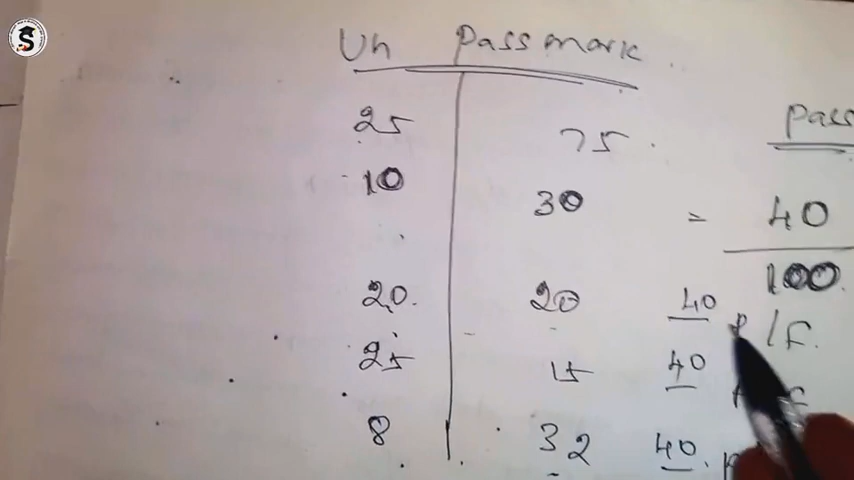 Uh Pass mark
25 75 Pass
10 30 = 40
100
20 20 40 P/F.
25 15 40
8 32 40. P